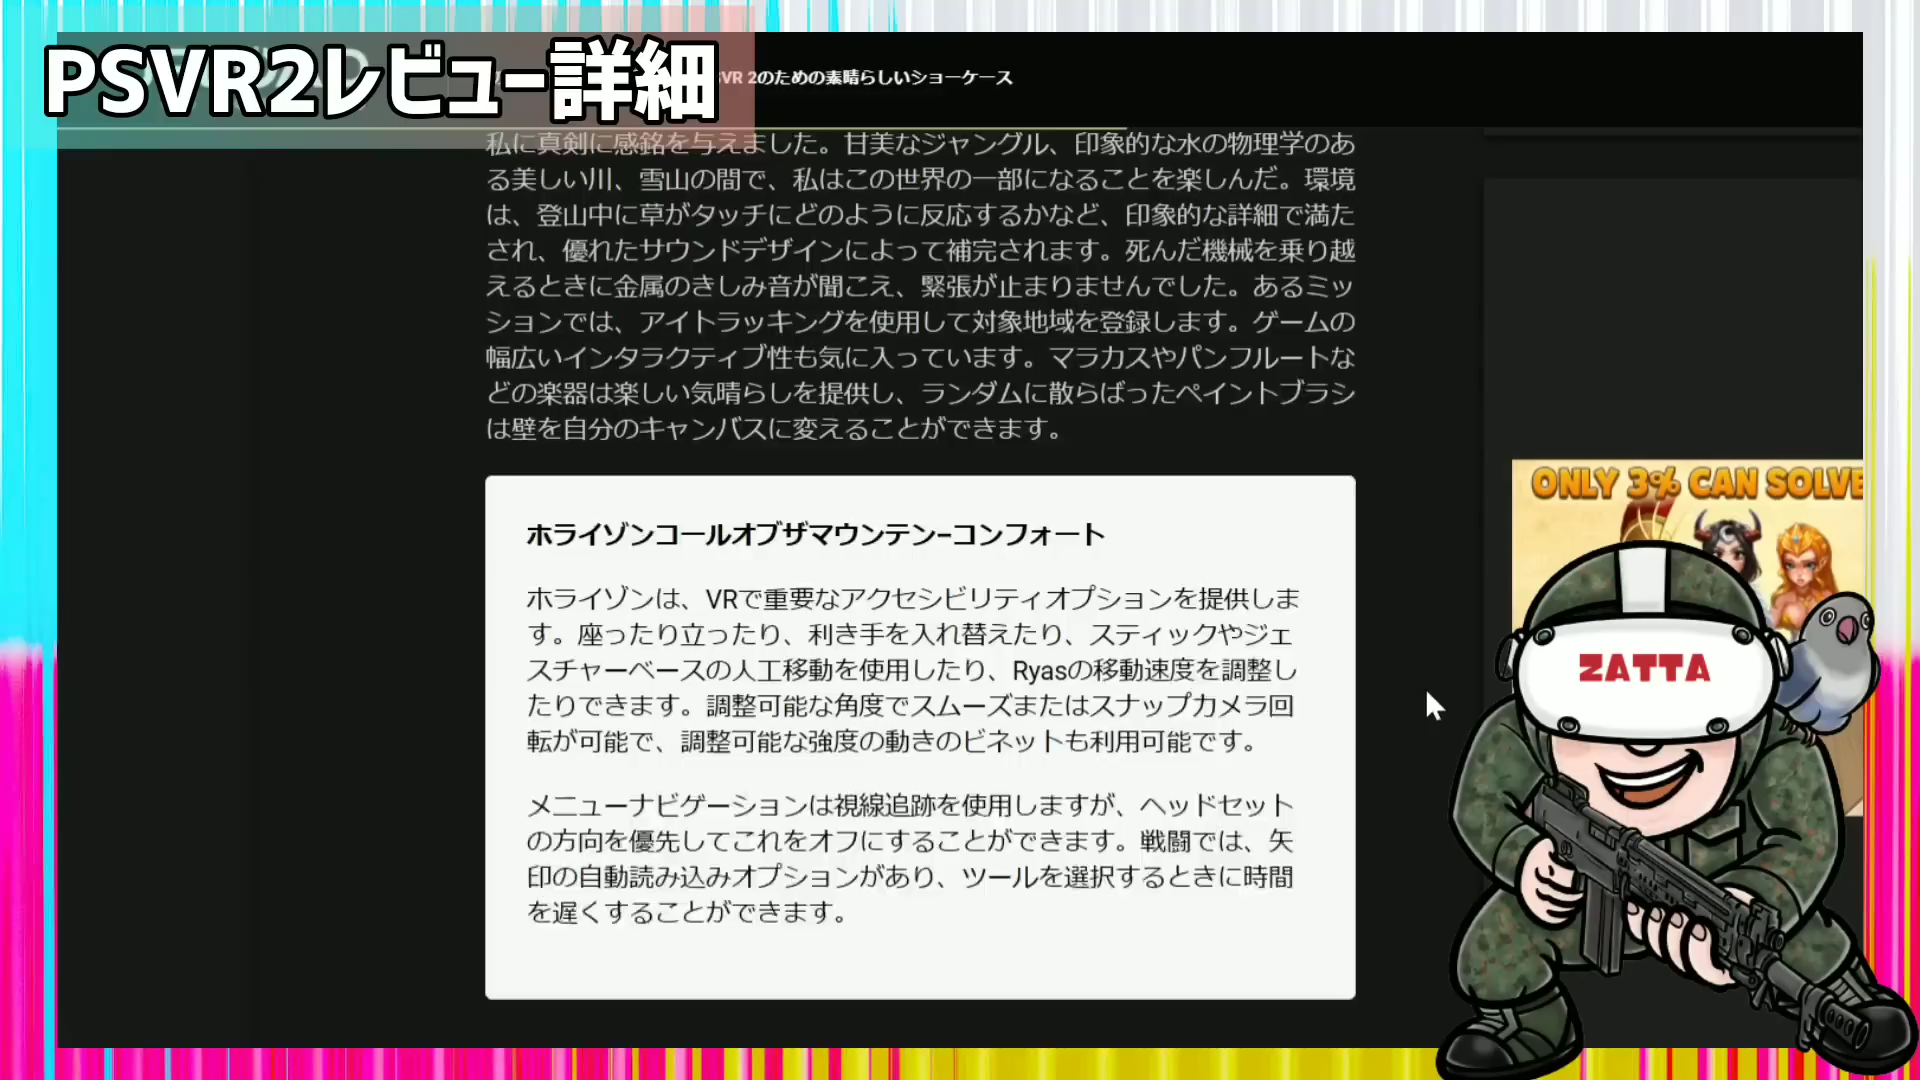 PSVR2レビュー詳細
VR 2のための素晴らしいショーケース
私に真剣に感銘を与えました。甘美なジャングル、印象的な水の物理学のあ
る美しい川、雪山の間で、私はこの世界の一部になることを楽しんだ。環境
は、登山中に草がタッチにどのように反応するかなど、印象的な詳細で満た
され、優れたサウンドデザインによって補完されます。死んだ機械を乗り越
えるときに金属のきしみ音が聞こえ、緊張が止まりませんでした。あるミッ
ションでは、アイトラッキングを使用して対象地域を登録します。ゲームの
幅広いインタラクティブ性も気に入っています。マラカスやパンフルートな
どの楽器は楽しい気晴らしを提供し、ランダムに散らばったペイントブラシ
は壁を自分のキャンバスに変えることができます。
ONLY 3% CAN SOLVE
ホライゾンコールオブザマウンテン-コンフォート
ホライゾンは、VRで重要なアクセシビリティオプションを提供しま
す。座ったり立ったり、利き手を入れ替えたり、スティックやジェ
スチャーベースの人工移動を使用したり、Ryasの移動速度を調整し
たりできます。調整可能な角度でスムーズまたはスナップカメラ回
転が可能で、調整可能な強度の動きのビネットも利用可能です。
ZATTA
メニューナビゲーションは視線追跡を使用しますが、ヘッドセット
の方向を優先してこれをオフにすることができます。戦闘では、矢
印の自動読み込みオプションがあり、ツールを選択するときに時間
を遅くすることができます。